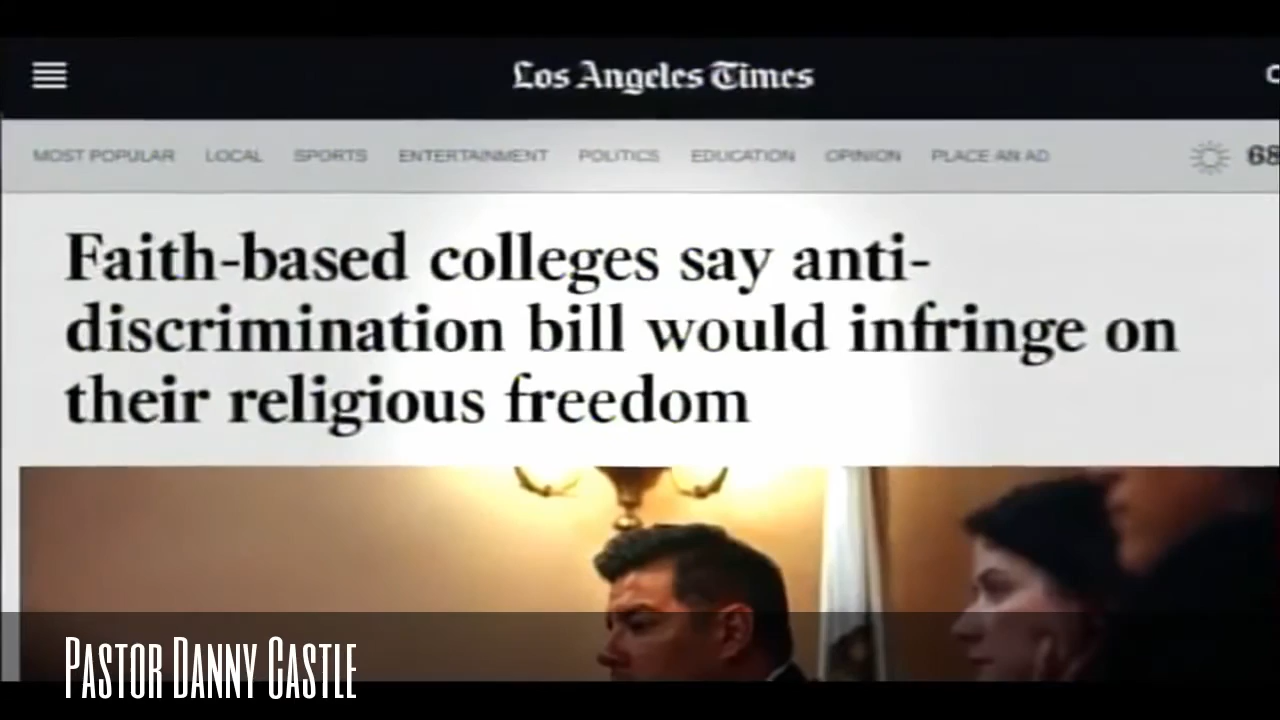 Los Angeles Times
MOST POPULAR LOCAL SPORTS ENTERTAINMENT POLITICS EDUCATION OPINION PLACE AN AD 68
Faith-based colleges say anti-
discrimination bill would infringe on
their religious freedom
PASTOR DANNY CASTLE